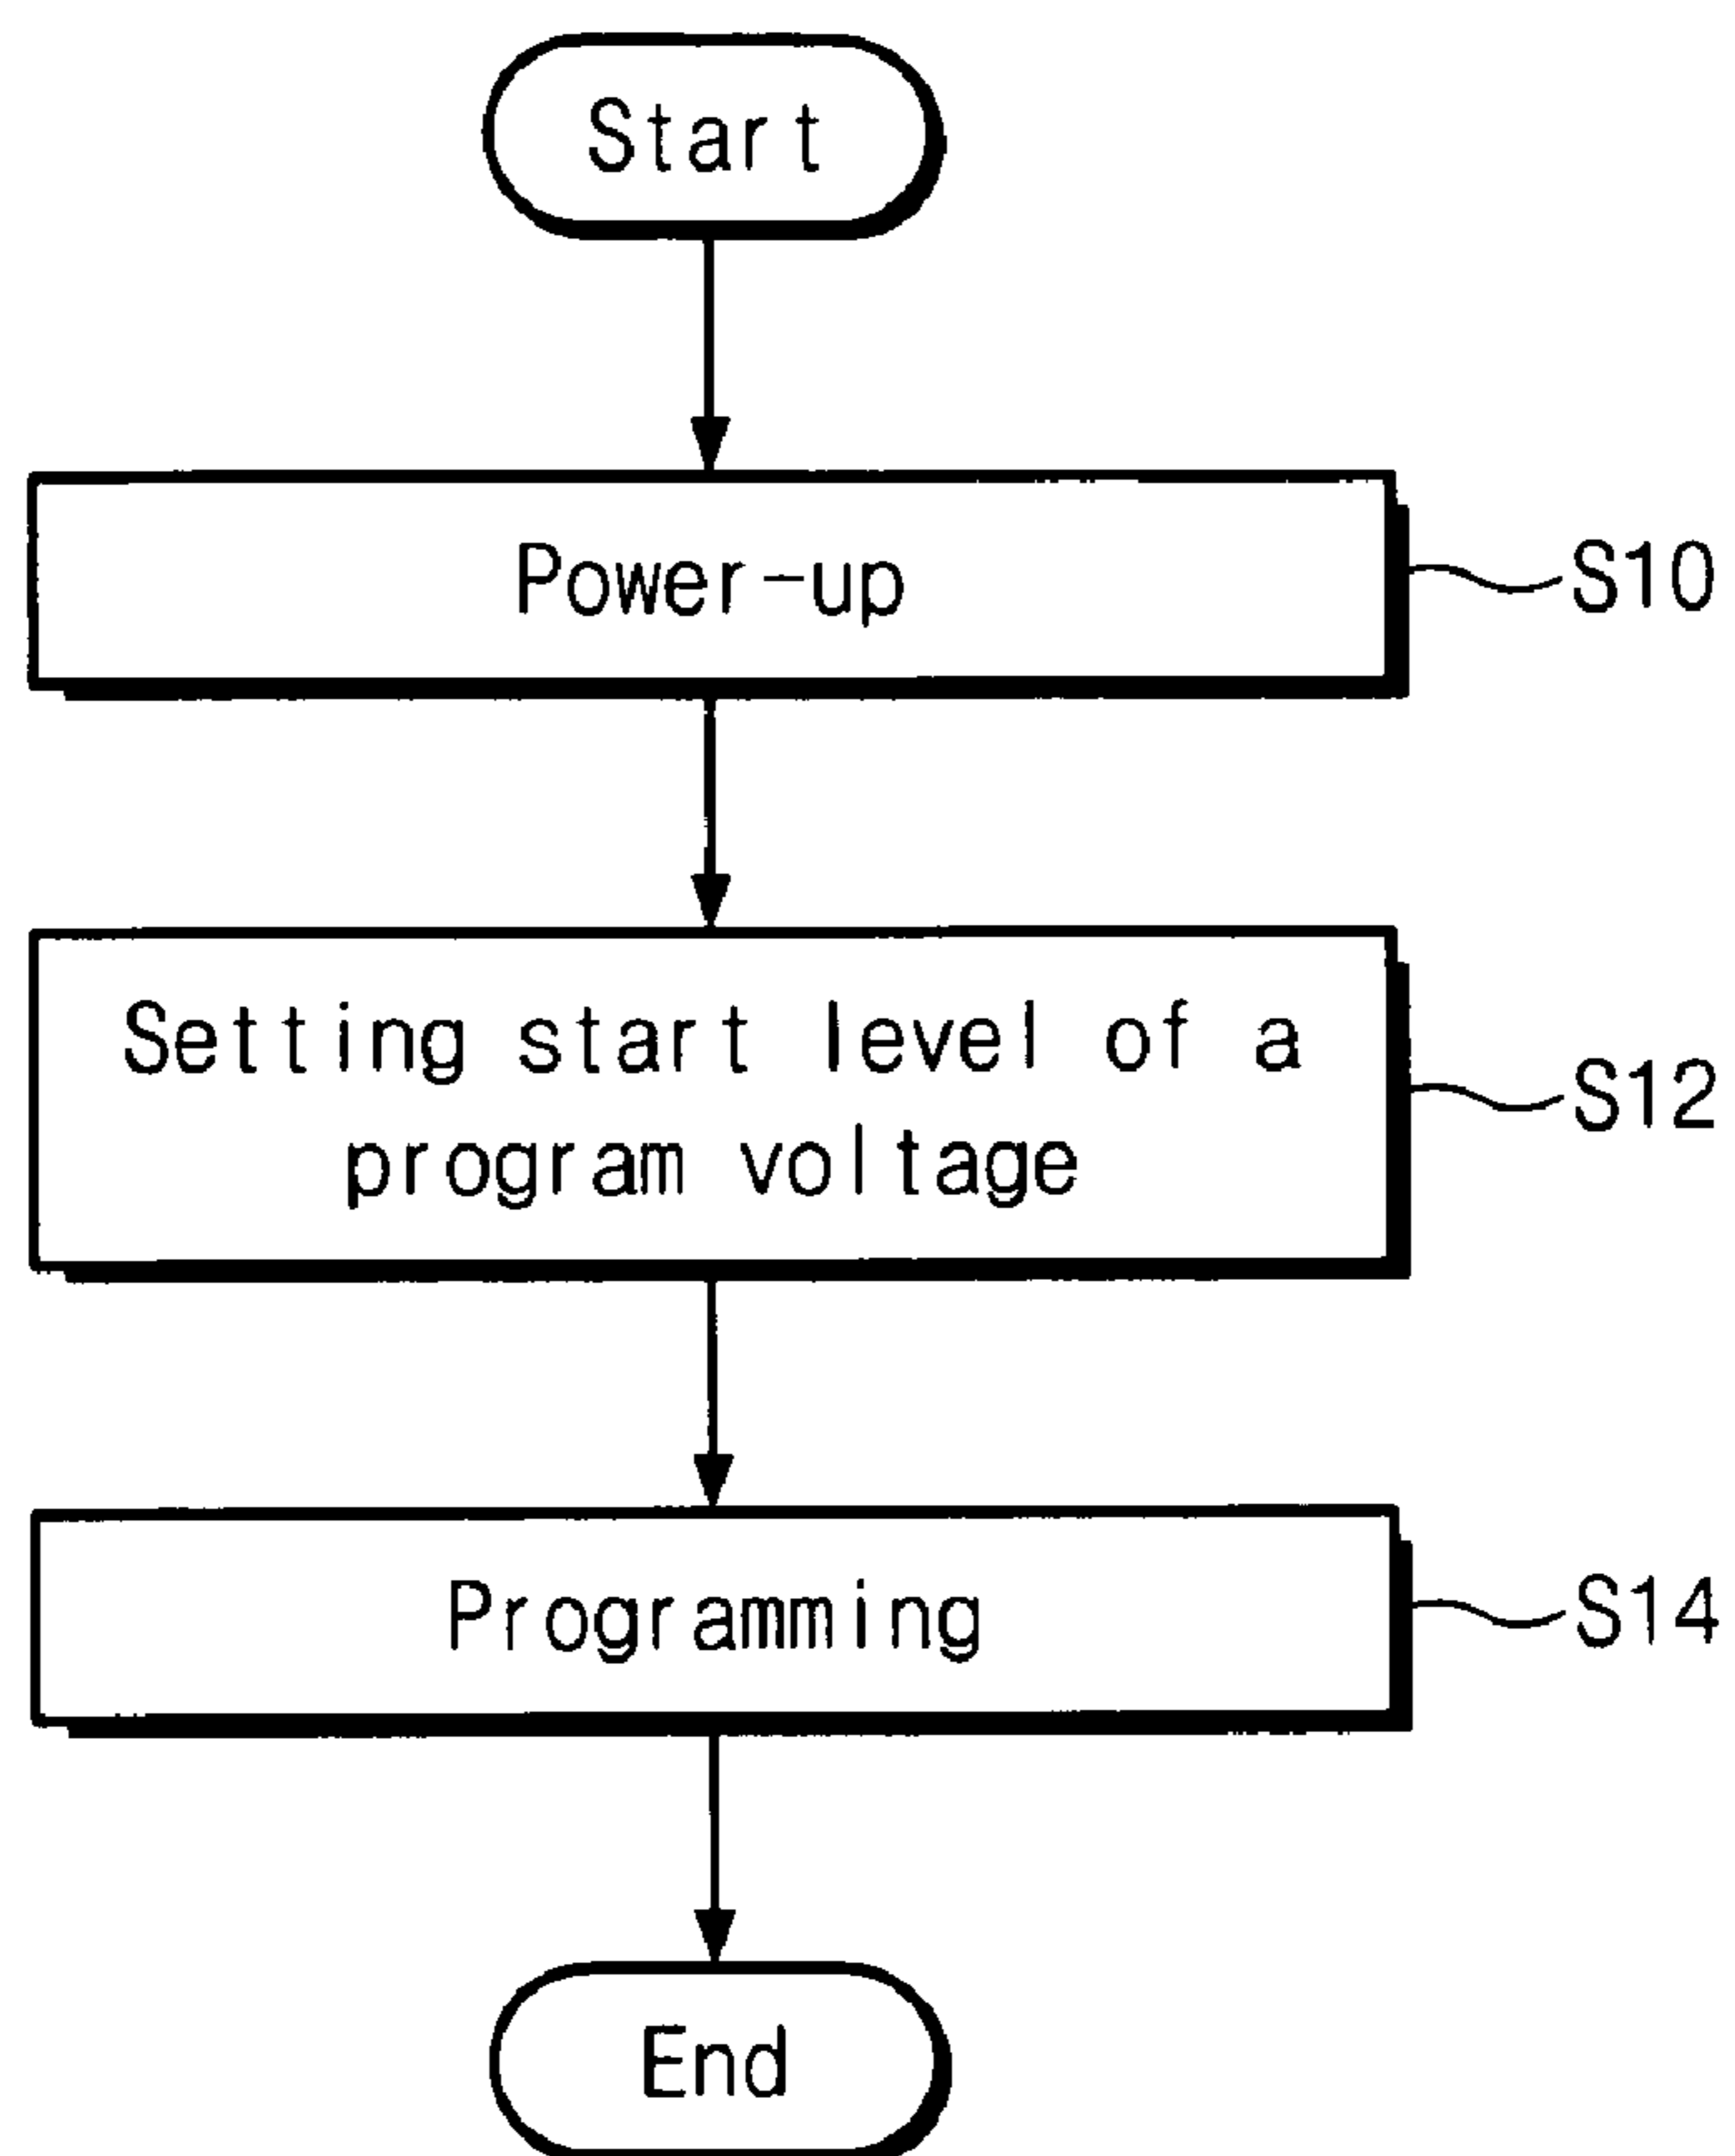 Start
Power-up
S10
Setting start level of a
program voltage
S12
Programming
S14
End